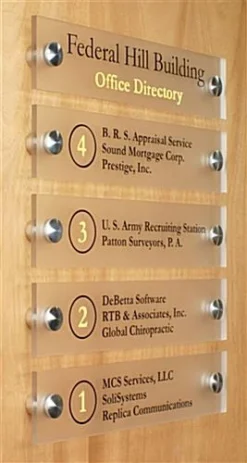 Federal Hill Building
Office Directory
4
B. R. S. Appraisal Service
Sound Mortgage Corp.
Prestige, Inc.
3
U. S. Army Recruiting Station
Patton Surveyors, P. A.
2
DeBetta Software
RTB & Associates, Inc.
Global Chiropractic
1
MCS Services, LLC
SoliSystems
Replica Communications